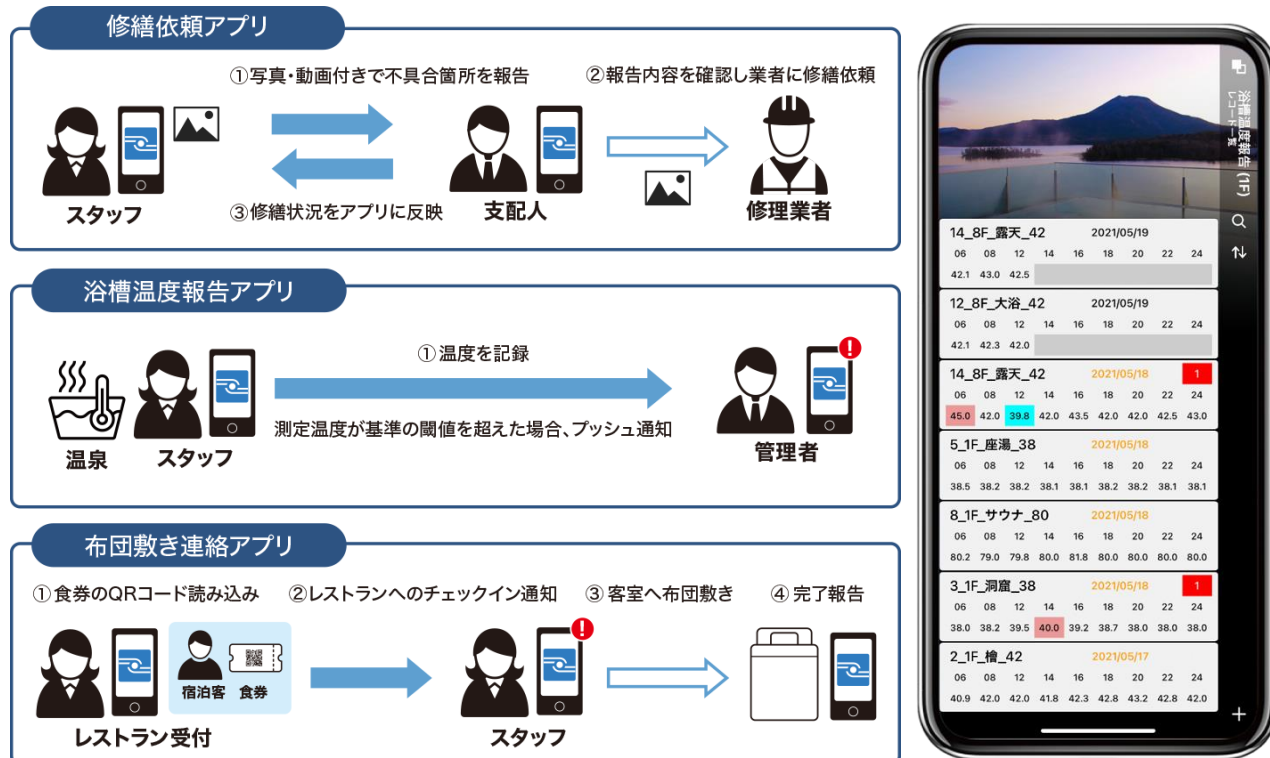 修繕依頼アプリ
①写真・動画付きで不具合箇所を報告
②報告内容を確認し業者に修繕依頼
③修繕状況をアプリに反映
スタッフ
支配人
修理業者
浴槽温度報告アプリ
①温度を記録
測定温度が基準の閾値を超えた場合、プッシュ通知
温泉
スタッフ
管理者
布団敷き連絡アプリ
①食券のQRコード読み込み
②レストランへのチェックイン通知
③客室へ布団敷き
④完了報告
宿泊客 食券
レストラン受付
スタッフ
浴槽温度報告 (1F)
レコード一覧
14_8F_露天_42 2021/05/19
06 08 12 14 16 18 20 22 24
42.1 43.0 42.5
12_8F_大浴_42 2021/05/19
06 08 12 14 16 18 20 22 24
42.1 42.3 42.0
14_8F_露天_42 2021/05/18 1
06 08 12 14 16 18 20 22 24
45.0 42.0 39.8 42.0 43.5 42.0 42.0 42.5 43.0
5_1F_座湯_38 2021/05/18
06 08 12 14 16 18 20 22 24
38.5 38.2 38.2 38.1 38.1 38.2 38.2 38.1 38.1
8_1F_サウナ_80 2021/05/18
06 08 12 14 16 18 20 22 24
80.2 79.0 79.8 80.0 81.8 80.0 80.0 80.0 80.0
3_1F_洞窟_38 2021/05/18 1
06 08 12 14 16 18 20 22 24
38.0 38.2 39.5 40.0 39.2 38.7 38.0 38.0 38.0
2_1F_檜_42 2021/05/17
06 08 12 14 16 18 20 22 24
40.9 42.0 42.0 41.8 42.3 42.8 43.2 42.8 42.0